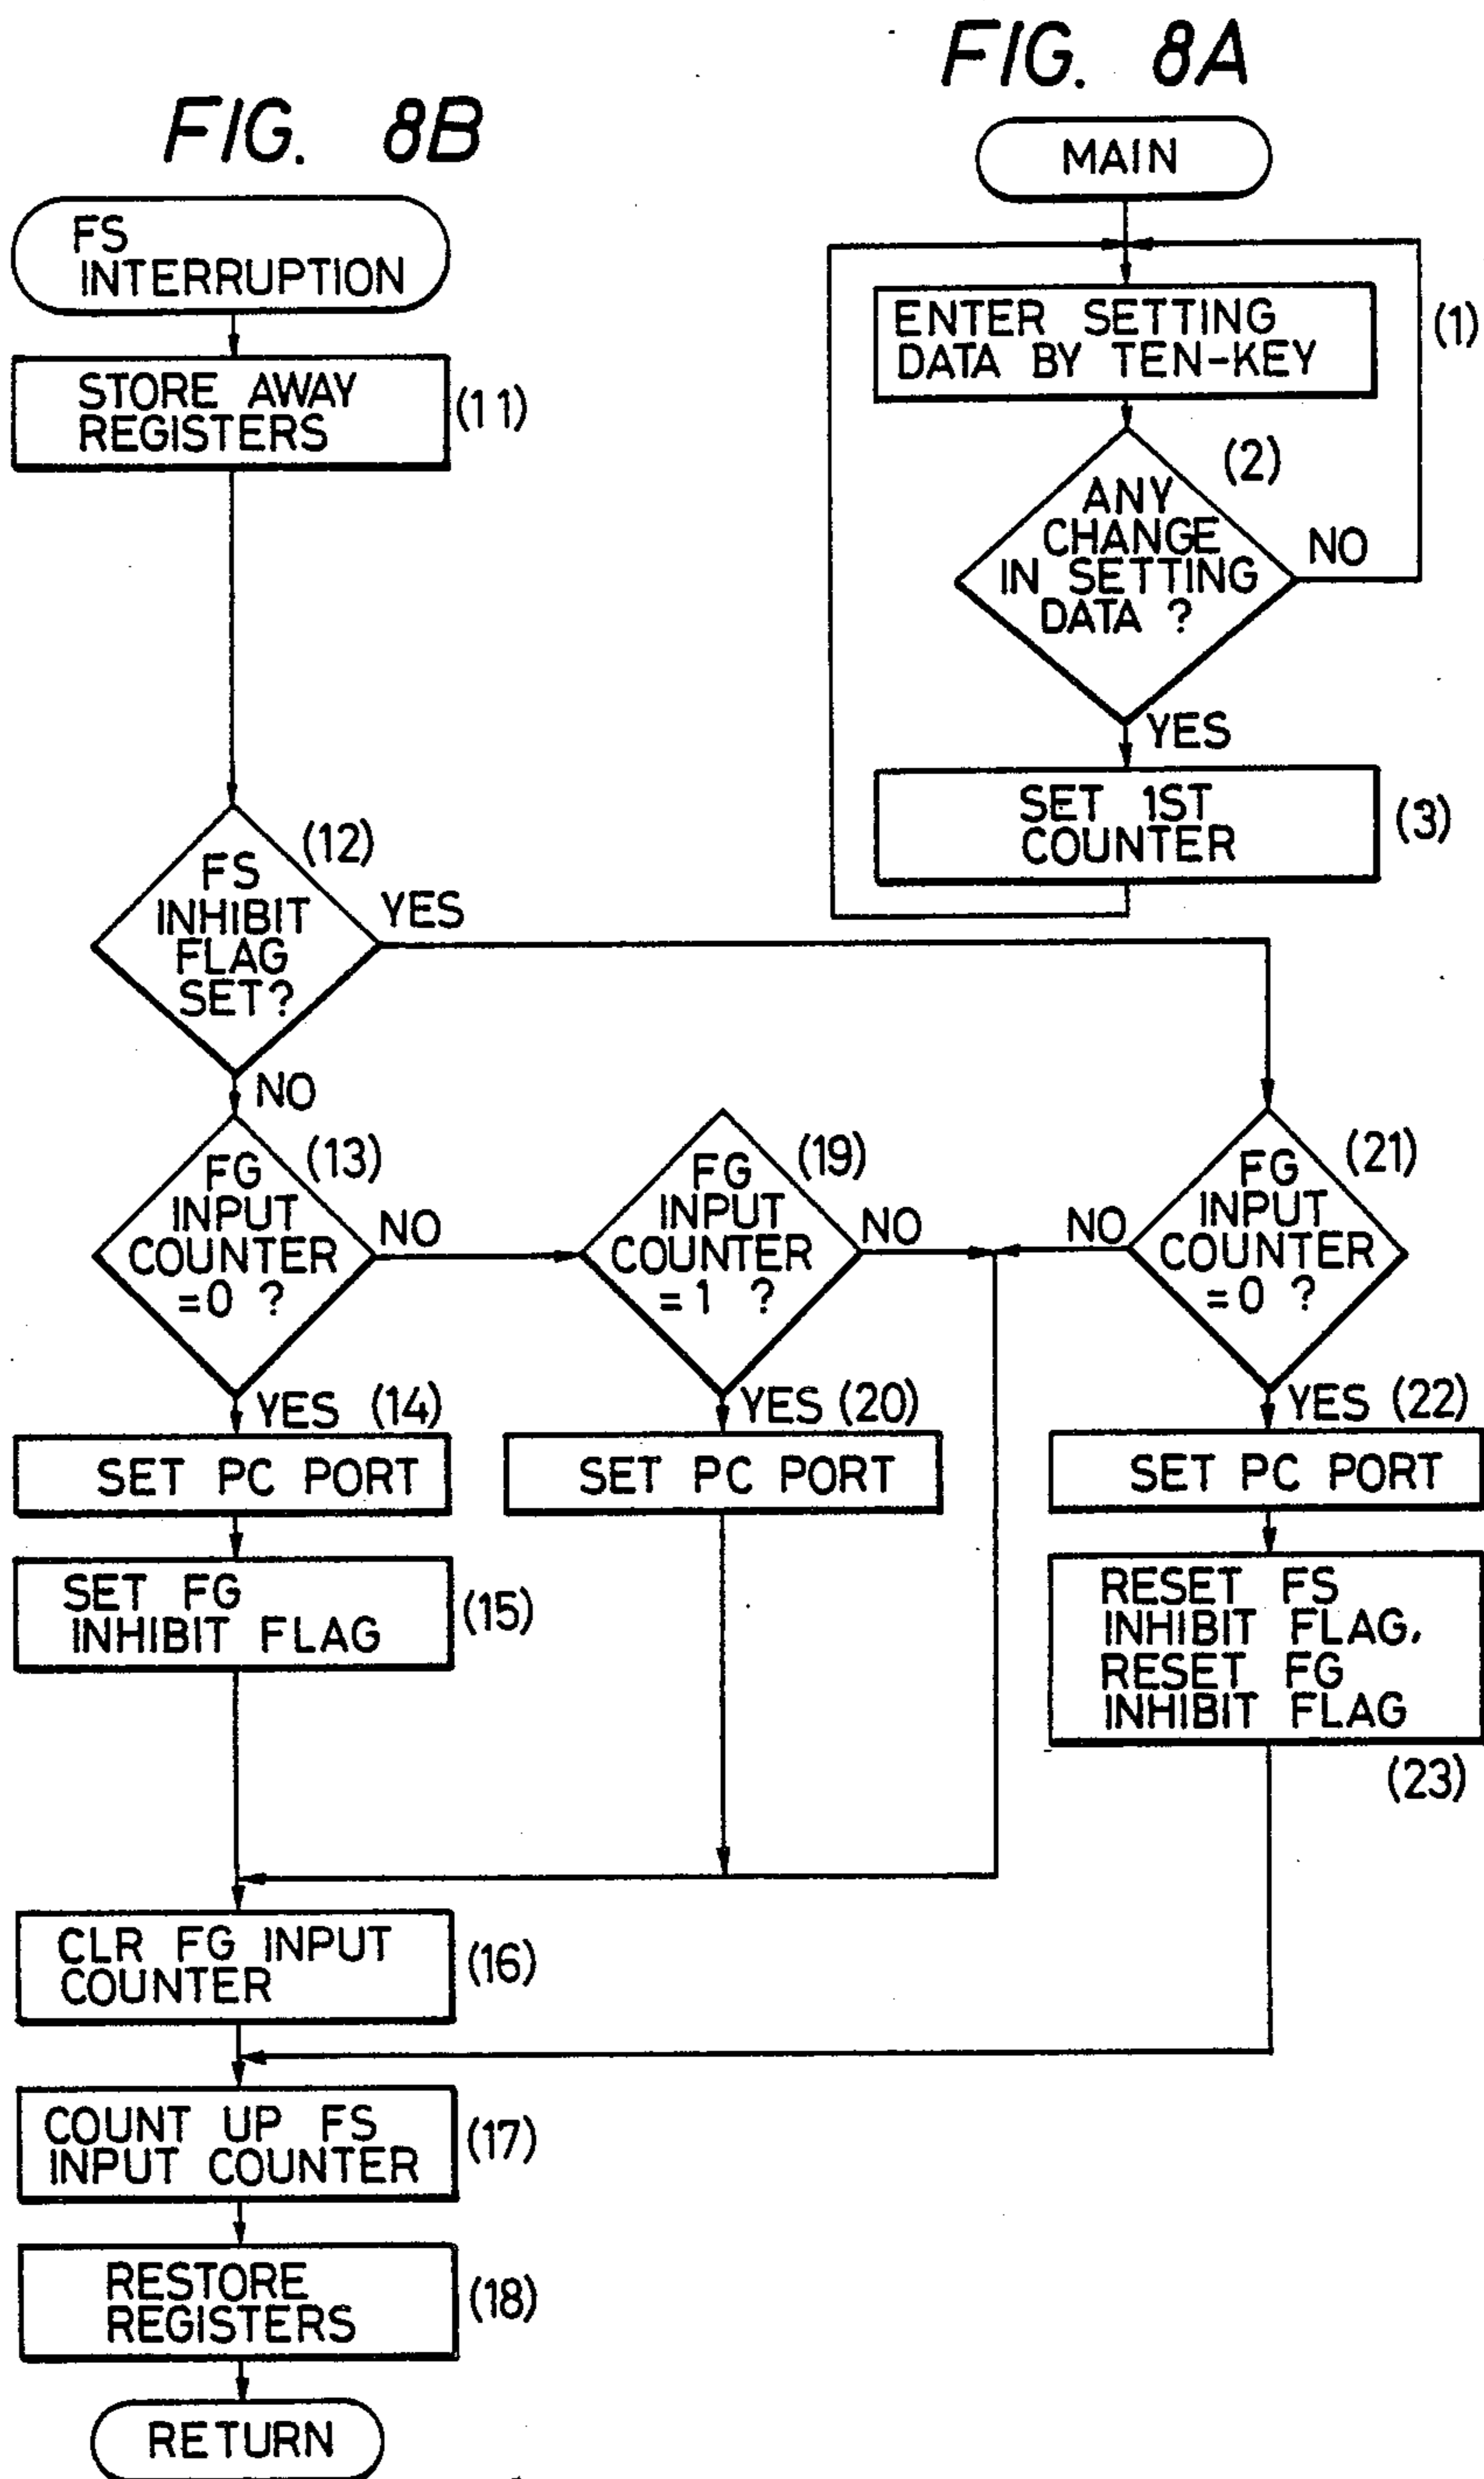 FIG. 8A
MAIN
ENTER SETTING
DATA BY TEN-KEY
(1)
(2)
ANY
CHANGE
IN SETTING
DATA ?
NO
YES
SET 1ST
COUNTER
(3)
FIG. 8B
FS
INTERRUPTION
STORE AWAY
REGISTERS
(11)
(12)
FS
INHIBIT
FLAG
SET?
YES
NO
(13)
FG
INPUT
COUNTER
=0 ?
NO
(19)
FG
INPUT
COUNTER
=1 ?
NO
NO
(21)
FG
INPUT
COUNTER
=0 ?
YES (14)
SET PC PORT
YES (20)
SET PC PORT
YES (22)
SET PC PORT
SET FG
INHIBIT FLAG
(15)
RESET FS
INHIBIT FLAG,
RESET FG
INHIBIT FLAG
(23)
CLR FG INPUT
COUNTER
(16)
COUNT UP FS
INPUT COUNTER
(17)
RESTORE
REGISTERS
(18)
RETURN